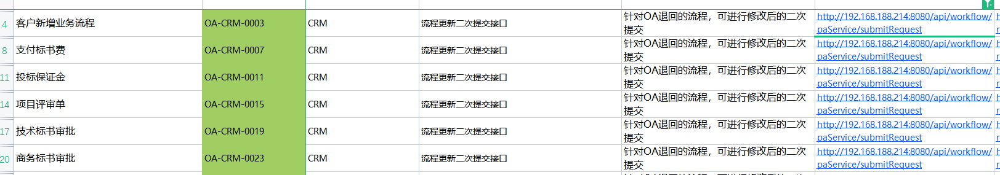 4 客户新增业务流程 OA-CRM-0003 CRM 流程更新二次提交接口 针对OA退回的流程，可进行修改后的二次 http://192.168.188.214:8080/api/workflow/
提交 paService/submitRequest
8 支付标书费 OA-CRM-0007 CRM 流程更新二次提交接口 针对OA退回的流程，可进行修改后的二次 http://192.168.188.214:8080/api/workflow/
提交 paService/submitRequest
11 投标保证金 OA-CRM-0011 CRM 流程更新二次提交接口 针对OA退回的流程，可进行修改后的二次 http://192.168.188.214:8080/api/workflow/
提交 paService/submitRequest
14 项目评审单 OA-CRM-0015 CRM 流程更新二次提交接口 针对OA退回的流程，可进行修改后的二次 http://192.168.188.214:8080/api/workflow/
提交 paService/submitRequest
17 技术标书审批 OA-CRM-0019 CRM 流程更新二次提交接口 针对OA退回的流程，可进行修改后的二次 http://192.168.188.214:8080/api/workflow/
提交 paService/submitRequest
20 商务标书审批 OA-CRM-0023 CRM 流程更新二次提交接口 针对OA退回的流程，可进行修改后的二次 http://192.168.188.214:8080/api/workflow/
提交 paService/submitRequest